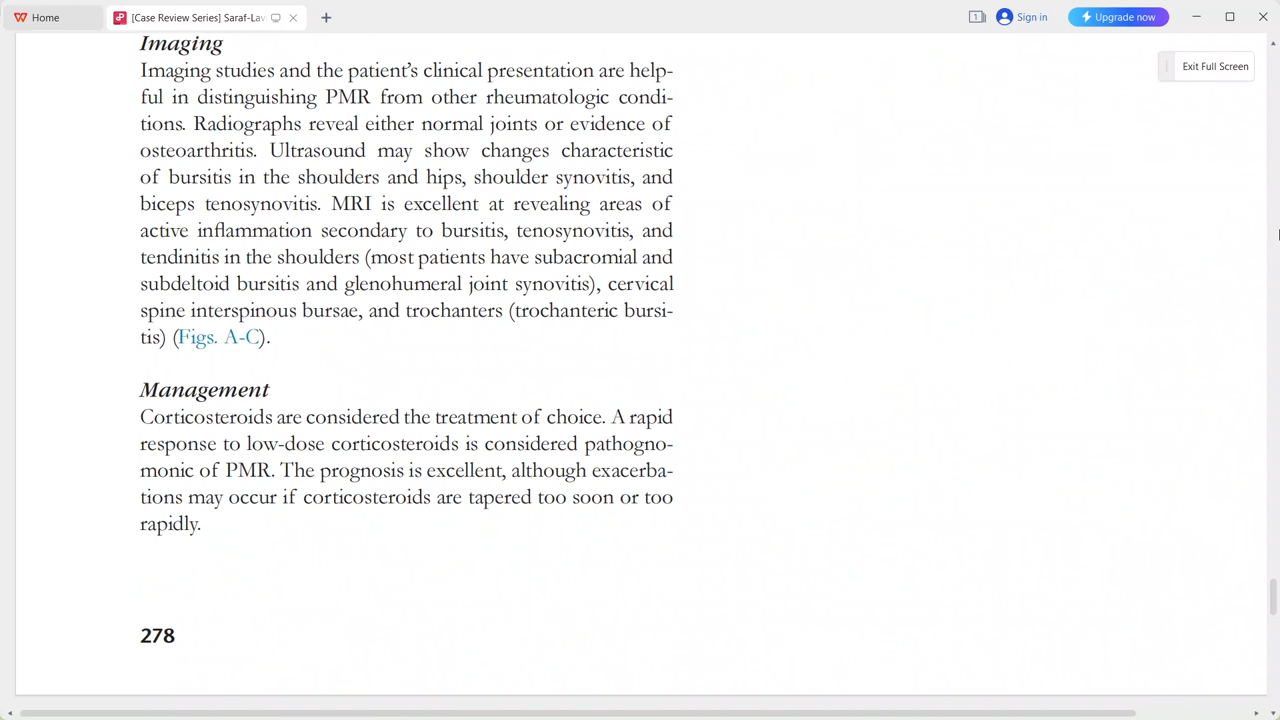 Home
[Case Review Series] Saraf-Lav
1
Sign in
Upgrade now
Exit Full Screen
Imaging
Imaging studies and the patient's clinical presentation are help-
ful in distinguishing PMR from other rheumatologic condi-
tions. Radiographs reveal either normal joints or evidence of
osteoarthritis. Ultrasound may show changes characteristic
of bursitis in the shoulders and hips, shoulder synovitis, and
biceps tenosynovitis. MRI is excellent at revealing areas of
active inflammation secondary to bursitis, tenosynovitis, and
tendinitis in the shoulders (most patients have subacromial and
subdeltoid bursitis and glenohumeral joint synovitis), cervical
spine interspinous bursae, and trochanters (trochanteric bursi-
tis) (Figs. A-C).
Management
Corticosteroids are considered the treatment of choice. A rapid
response to low-dose corticosteroids is considered pathogno-
monic of PMR. The prognosis is excellent, although exacerba-
tions may occur if corticosteroids are tapered too soon or too
rapidly.
278